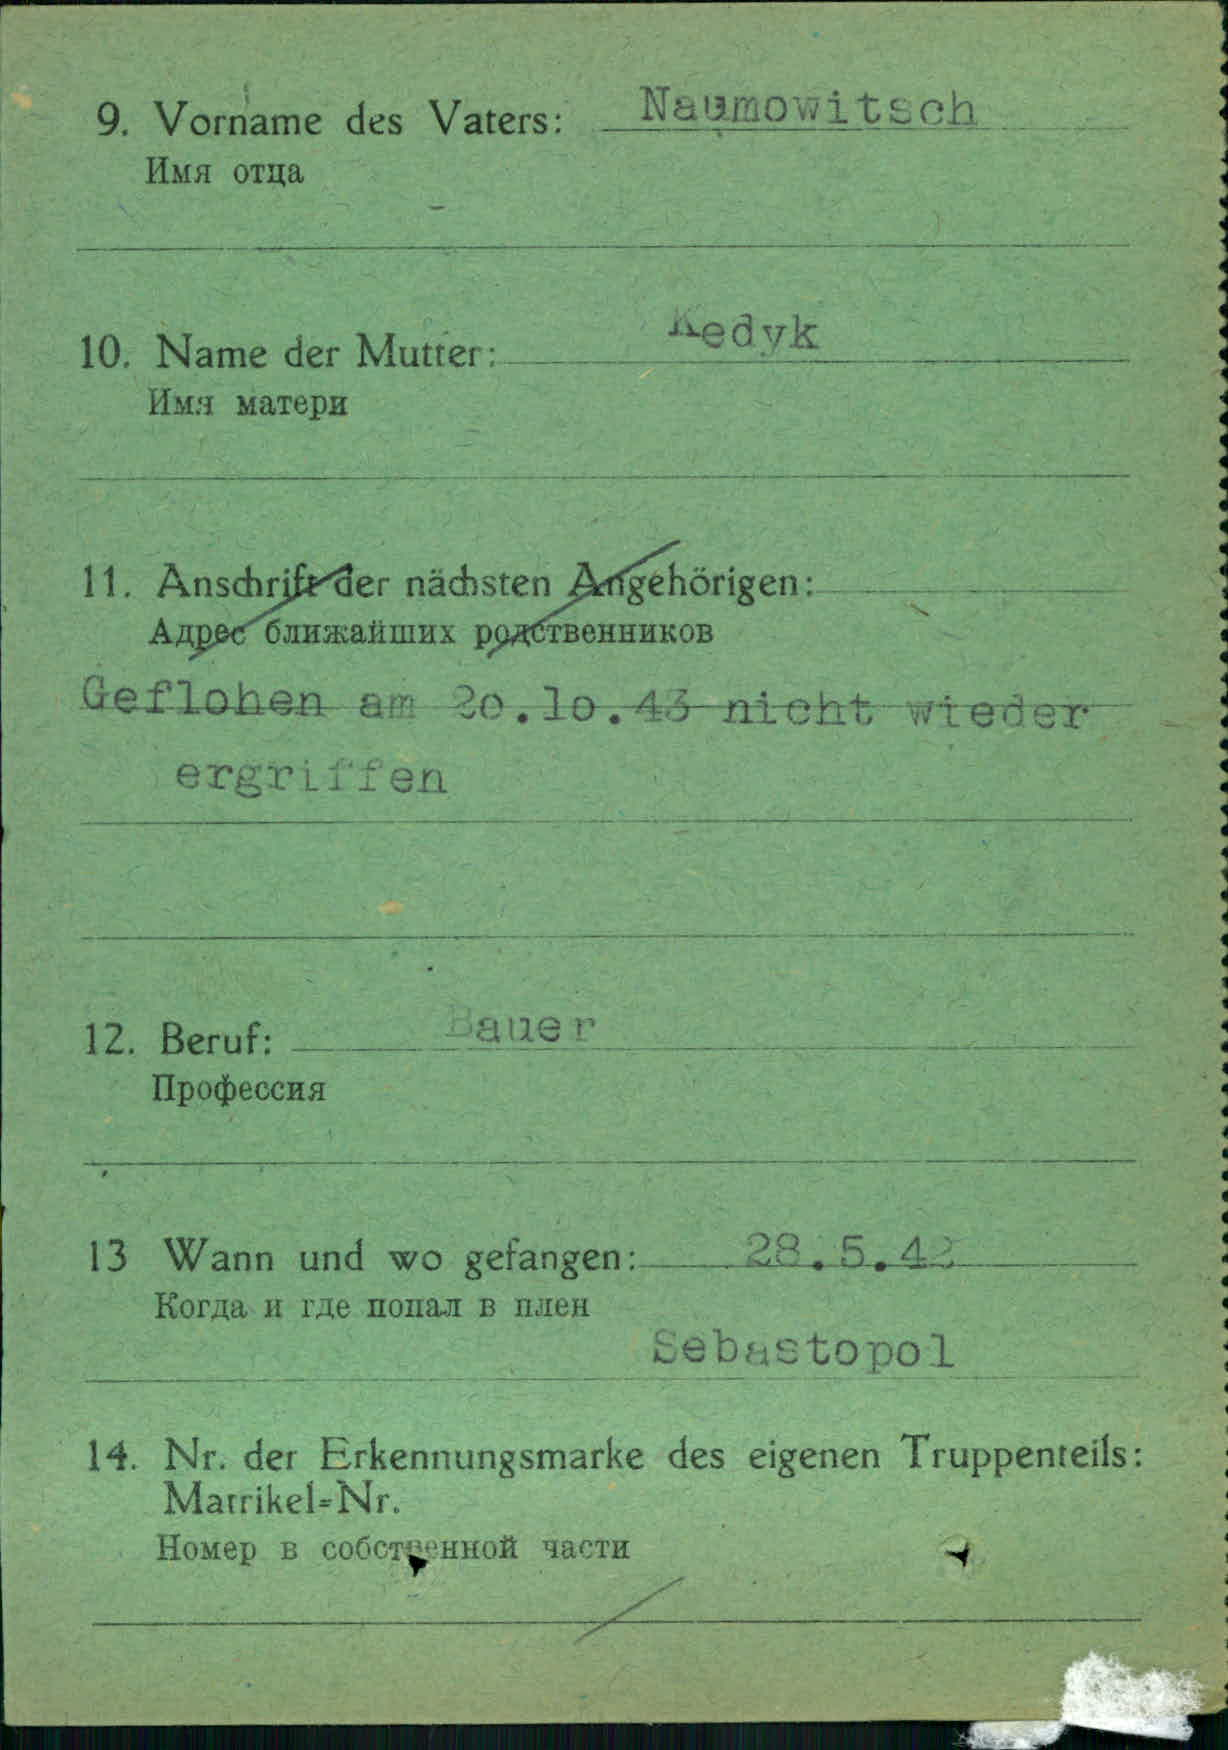 9. Vorname des Vaters: Naumowitsch
Имя отца
10. Name der Mutter: Kedyk
Имя матери
11. Anschrift der nächsten Angehörigen:
Адрес ближайших родственников
Geflohen am 2o.1o.43 nicht wieder
ergriffen
12. Beruf: Bauer
Профессия
13 Wann und wo gefangen: 28.5.42
Когда и где попал в плен
Sebastopol
14. Nr. der Erkennungsmarke des eigenen Truppenteils:
Matrikel=Nr.
Номер в собственной части